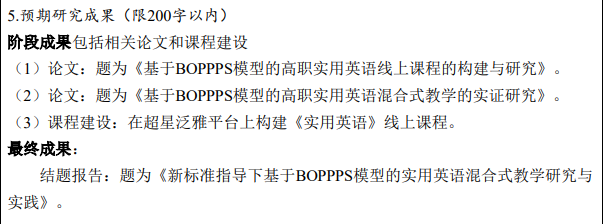 5.预期研究成果（限200字以内）
阶段成果包括相关论文和课程建设
（1）论文：题为《基于BOPPPS模型的高职实用英语线上课程的构建与研究》。
（2）论文：题为《基于BOPPPS模型的高职实用英语混合式教学的实证研究》。
（3）课程建设：在超星泛雅平台上构建《实用英语》线上课程。
最终成果：
结题报告：题为《新标准指导下基于BOPPPS模型的实用英语混合式教学研究与
实践》。